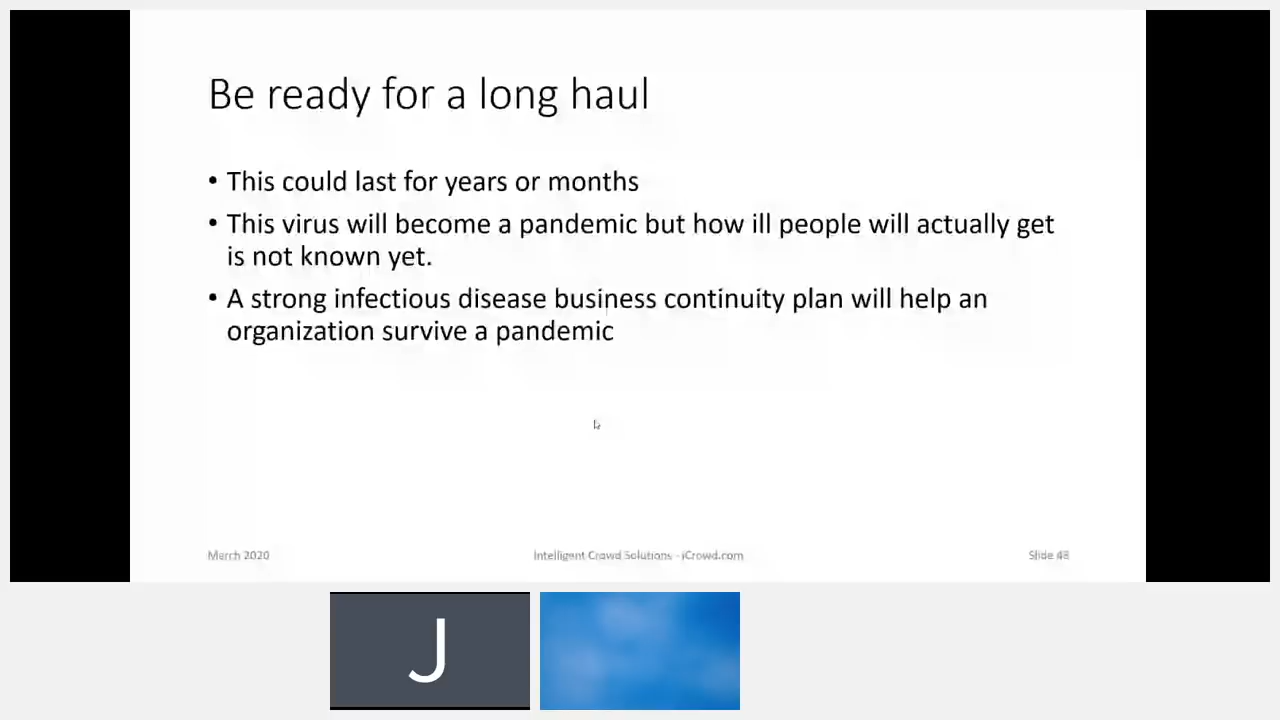 Be ready for a long haul
• This could last for years or months
• This virus will become a pandemic but how ill people will actually get
is not known yet.
• A strong infectious disease business continuity plan will help an
organization survive a pandemic
March 2020
Intelligent Crowd Solutions - iCrowd.com
Slide 48
J